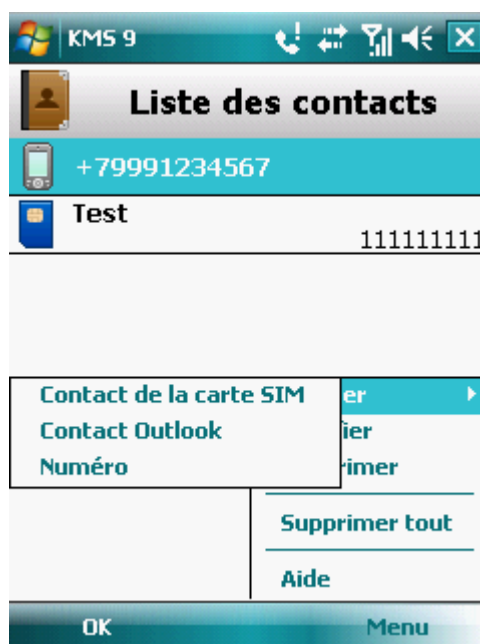 KMS 9
Liste des contacts
+79991234567
Test
111111111
Contact de la carte SIM
Contact Outlook
Numéro
Supprimer tout
Aide
OK
Menu